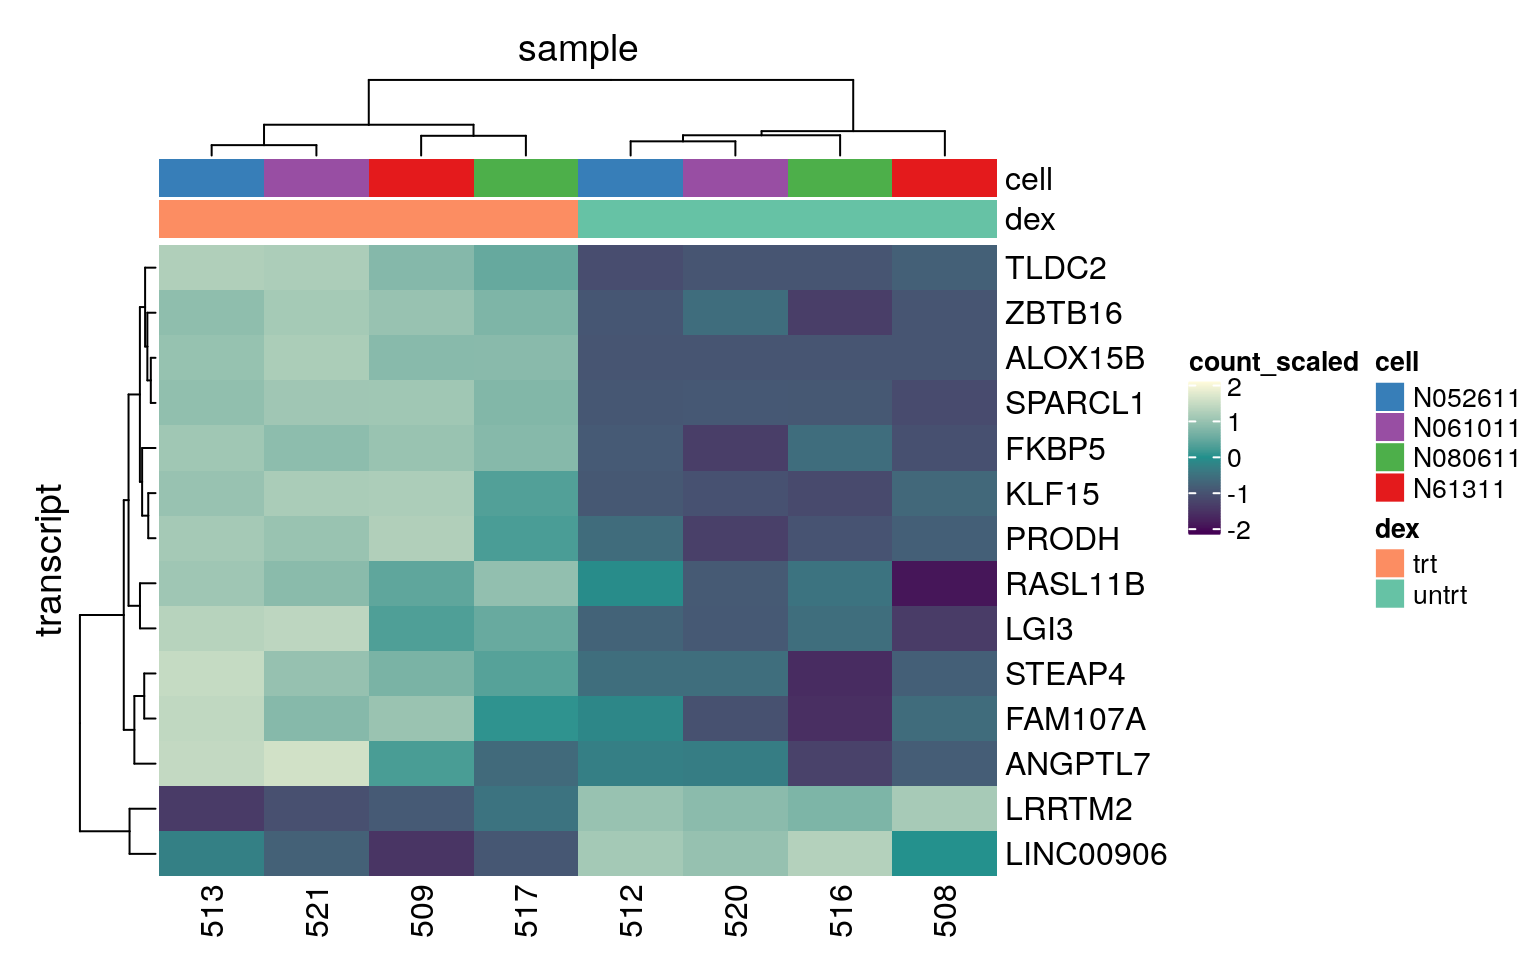 sample
cell
dex
TLDC2
ZBTB16
ALOX15B
SPARCL1
FKBP5
KLF15
PRODH
RASL11B
LGI3
STEAP4
FAM107A
ANGPTL7
LRRTM2
LINC00906
transcript
513 521 509 517 512 520 516 508
count_scaled
2
1
0
-1
-2
cell
N052611
N061011
N080611
N61311
dex
trt
untrt